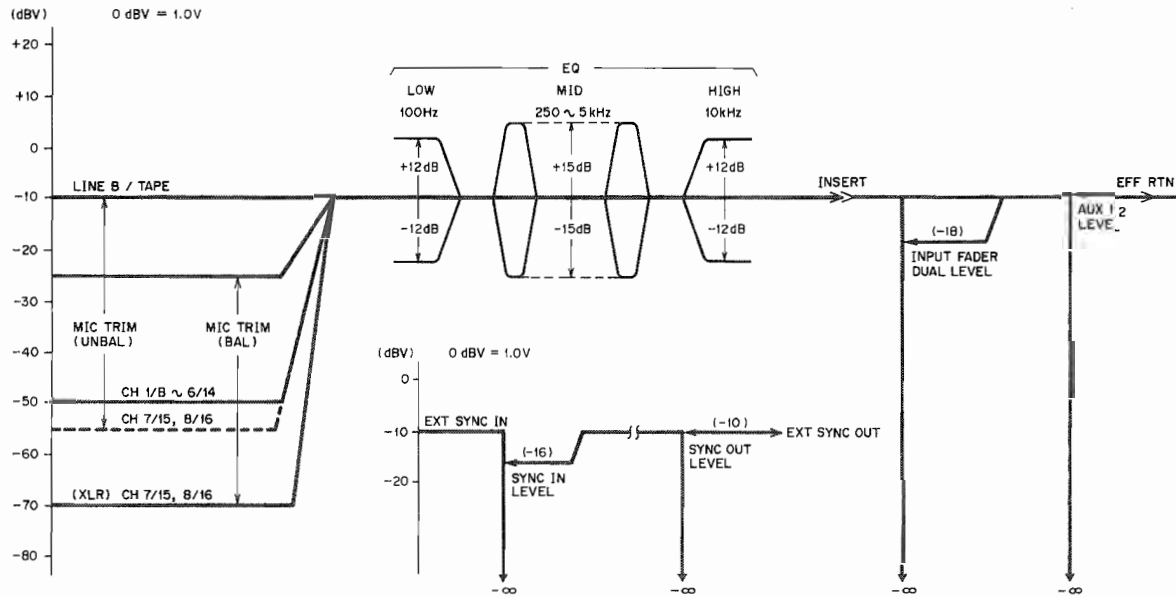 (dBV) 0 dBV = 1.0V
+20
+10
0
-10
-20
-30
-40
-50
-60
-70
-80
LINE B / TAPE
MIC TRIM
(UNBAL)
MIC TRIM
(BAL)
CH 1/B ~ 6/14
CH 7/15, 8/16
(XLR) CH 7/15, 8/16
EQ
LOW
100Hz
MID
250 ~ 5 kHz
HIGH
10kHz
+12dB
-12dB
+15dB
-15dB
+12dB
-12dB
INSERT
EFF RTN
(-18)
INPUT FADER
DUAL LEVEL
AUX 1
2
LEVE
-∞
-∞
(dBV) 0 dBV = 1.0V
0
-10
-20
EXT SYNC IN
(-16)
SYNC IN
LEVEL
(-10)
EXT SYNC OUT
SYNC OUT
LEVEL
-∞
-∞